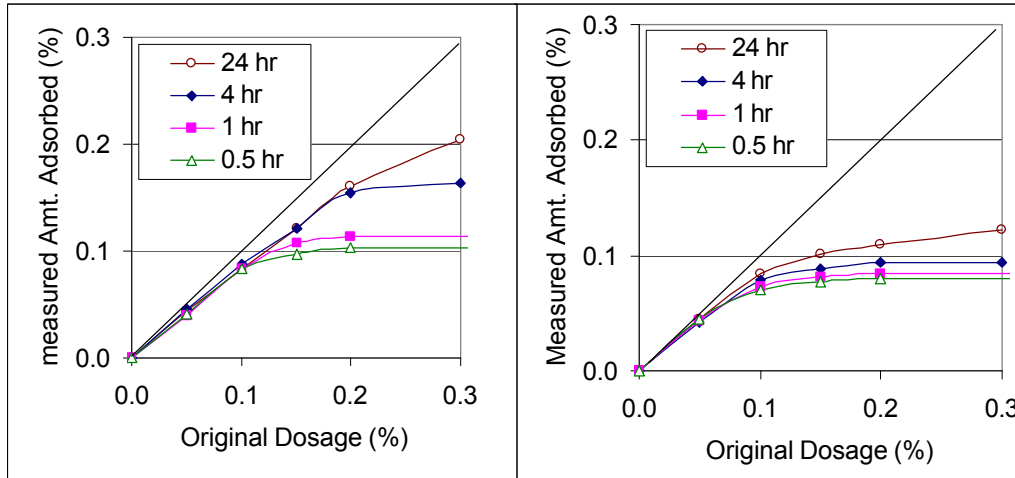 measured Amt. Adsorbed (%)
0.3
0.2
0.1
0.0
24 hr
4 hr
1 hr
0.5 hr
0.0 0.1 0.2 0.3
Original Dosage (%)
Measured Amt. Adsorbed (%)
0.3
0.2
0.1
0.0
24 hr
4 hr
1 hr
0.5 hr
0.0 0.1 0.2 0.3
Original Dosage (%)